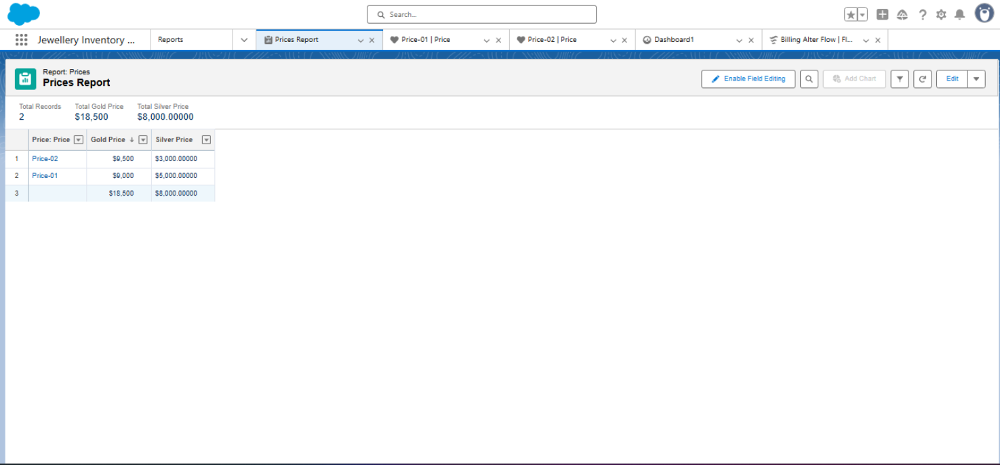 Search...
Jewellery Inventory ... Reports Prices Report Price-01 | Price Price-02 | Price Dashboard1 Billing Alter Flow | Fl...
Report: Prices
Prices Report
Enable Field Editing Add Chart Edit
Total Records Total Gold Price Total Silver Price
2 $18,500 $8,000.00000
Price: Price Gold Price ↓ Silver Price
1 Price-02 $9,500 $3,000.00000
2 Price-01 $9,000 $5,000.00000
3 $18,500 $8,000.00000